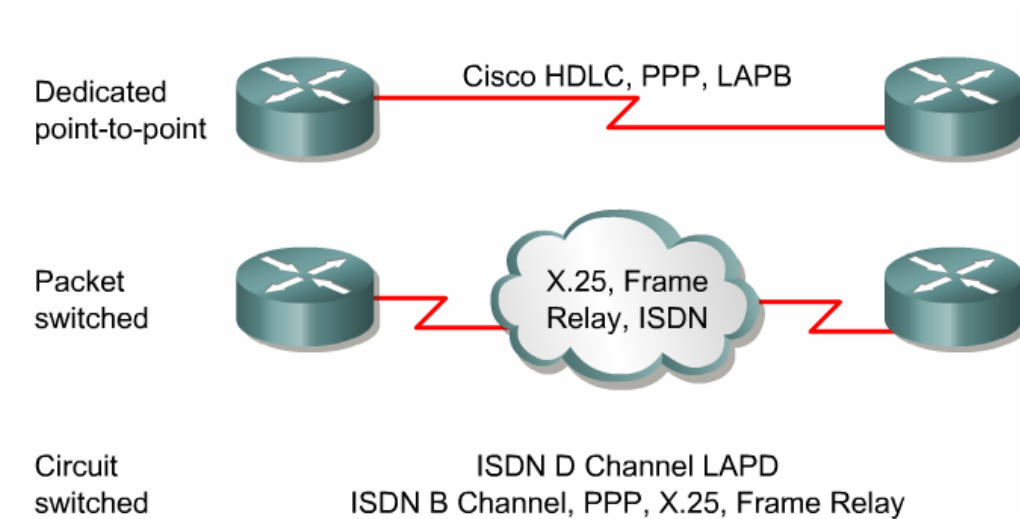 Dedicated
point-to-point
Cisco HDLC, PPP, LAPB
Packet
switched
X.25, Frame
Relay, ISDN
Circuit
switched
ISDN D Channel LAPD
ISDN B Channel, PPP, X.25, Frame Relay